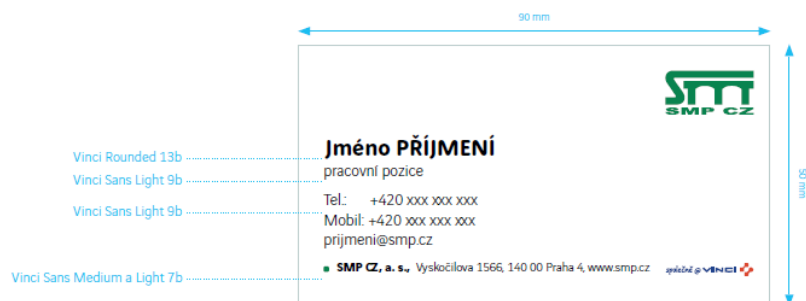 90 mm
SMP CZ
Vinci Rounded 13b
Jméno PŘÍJMENÍ
Vinci Sans Light 9b
pracovní pozice
Tel.: +420 xxx xxx xxx
Vinci Sans Light 9b
Mobil: +420 xxx xxx xxx
prijmeni@smp.cz
50 mm
Vinci Sans Medium a Light 7b
SMP CZ, a. s., Vyskočilova 1566, 140 00 Praha 4, www.smp.cz
společně @ VINCI